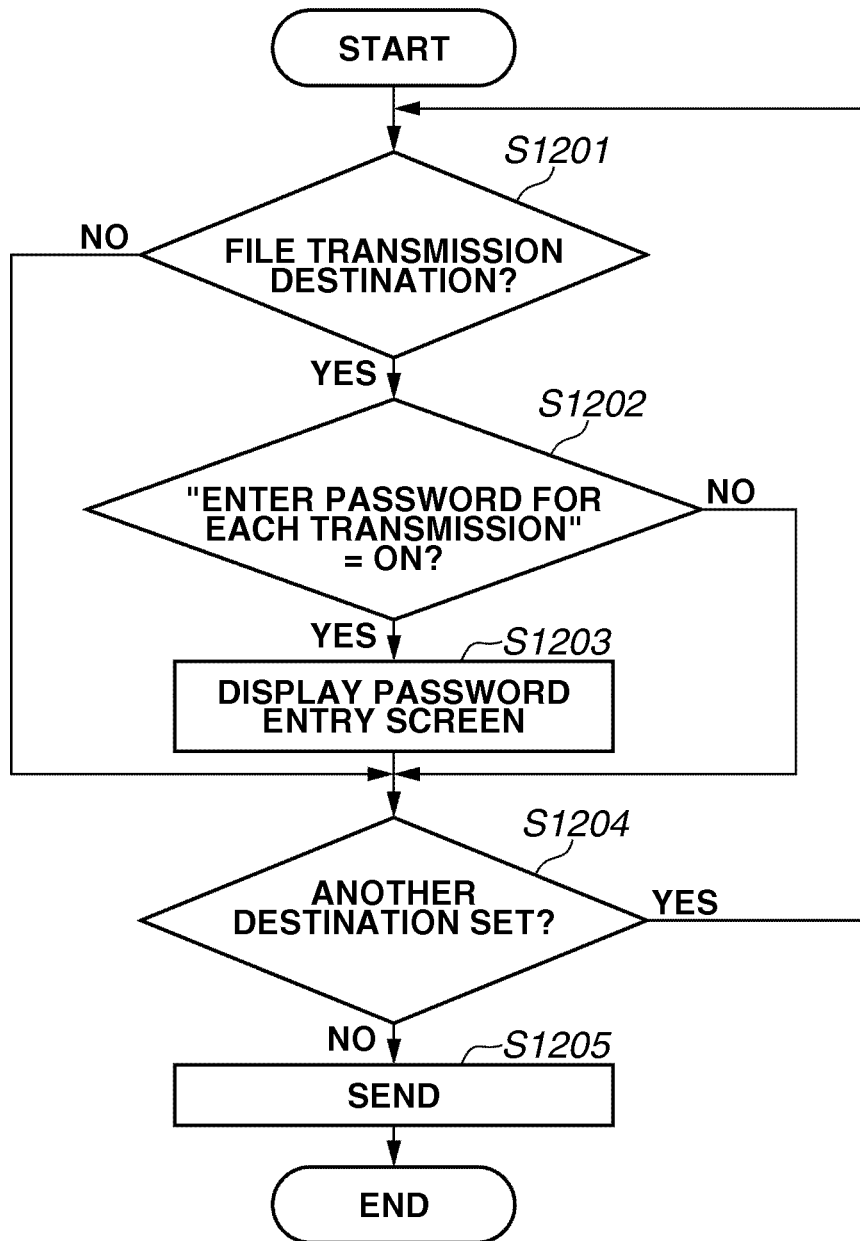 START
S1201
NO
FILE TRANSMISSION
DESTINATION?
YES
S1202
"ENTER PASSWORD FOR
EACH TRANSMISSION"
= ON?
NO
YES
S1203
DISPLAY PASSWORD
ENTRY SCREEN
S1204
ANOTHER
DESTINATION SET?
YES
NO
S1205
SEND
END